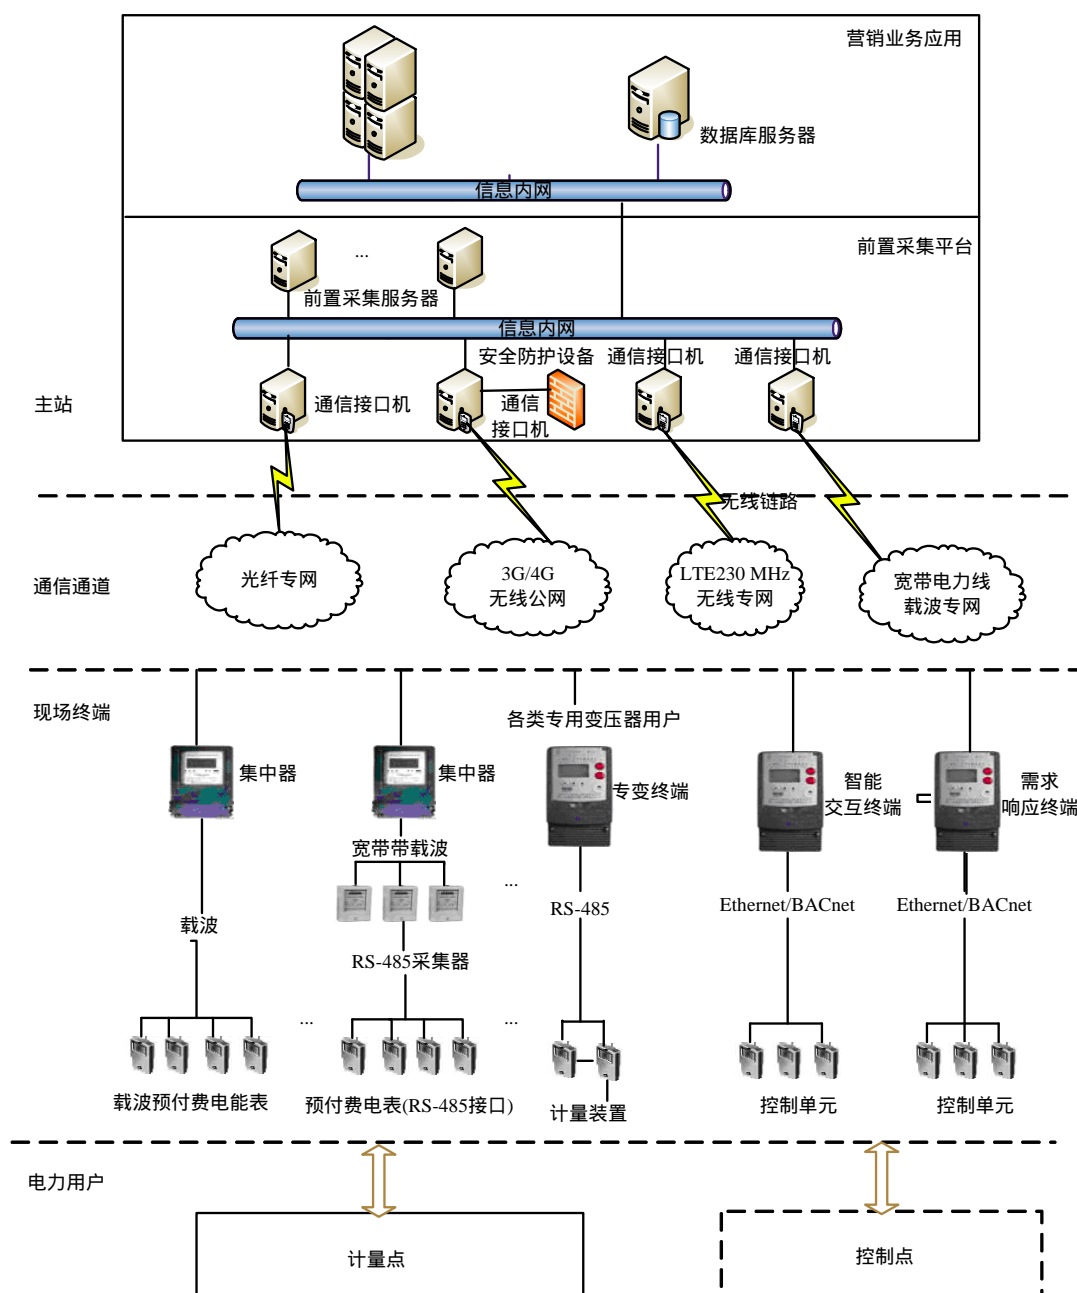 营销业务应用
数据库服务器
信息内网
前置采集平台
...
前置采集服务器
信息内网
安全防护设备
通信接口机
通信接口机
主站
通信接口机
通信
接口机
无线链路
通信通道
光纤专网
3G/4G
无线公网
LTE230 MHz
无线专网
宽带电力线
载波专网
现场终端
各类专用变压器用户
集中器
集中器
专变终端
智能
交互终端
需求
响应终端
宽带带载波
...
载波
RS-485
Ethernet/BACnet
Ethernet/BACnet
RS-485采集器
...
...
载波预付费电能表
预付费电表(RS-485接口)
计量装置
控制单元
控制单元
电力用户
计量点
控制点